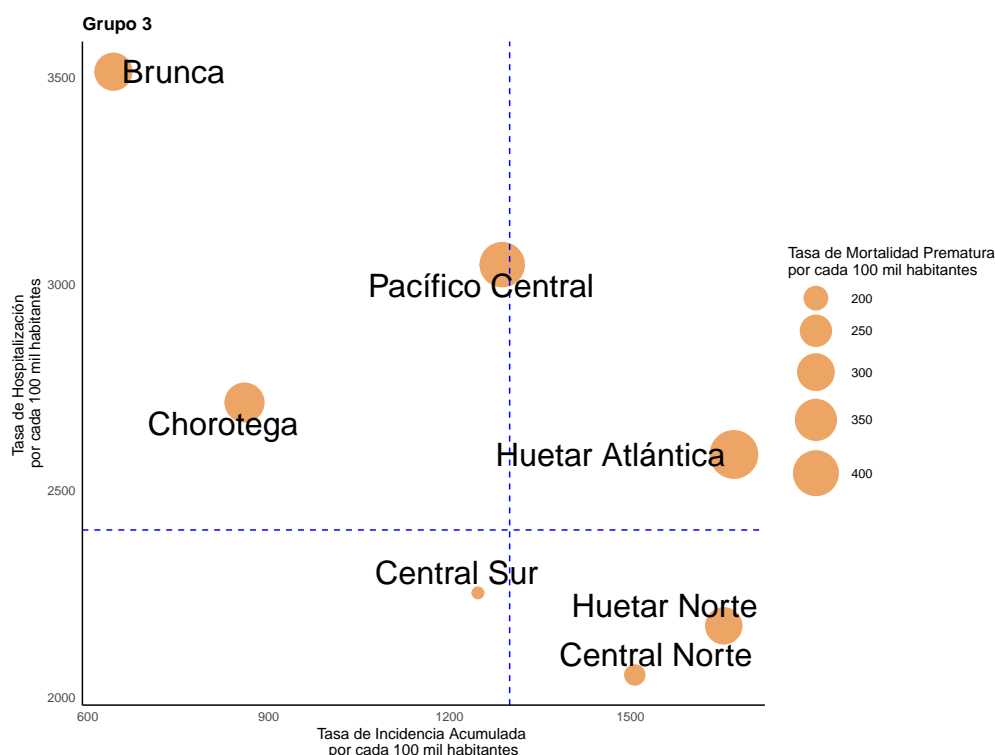 Grupo 3
3500
3000
2500
2000
Tasa de Hospitalización
por cada 100 mil habitantes
Brunca
Pacífico Central
Chorotega
Huetar Atlántica
Central Sur
Huetar Norte
Central Norte
600
900
1200
1500
Tasa de Incidencia Acumulada
por cada 100 mil habitantes
Tasa de Mortalidad Prematura
por cada 100 mil habitantes
200
250
300
350
400